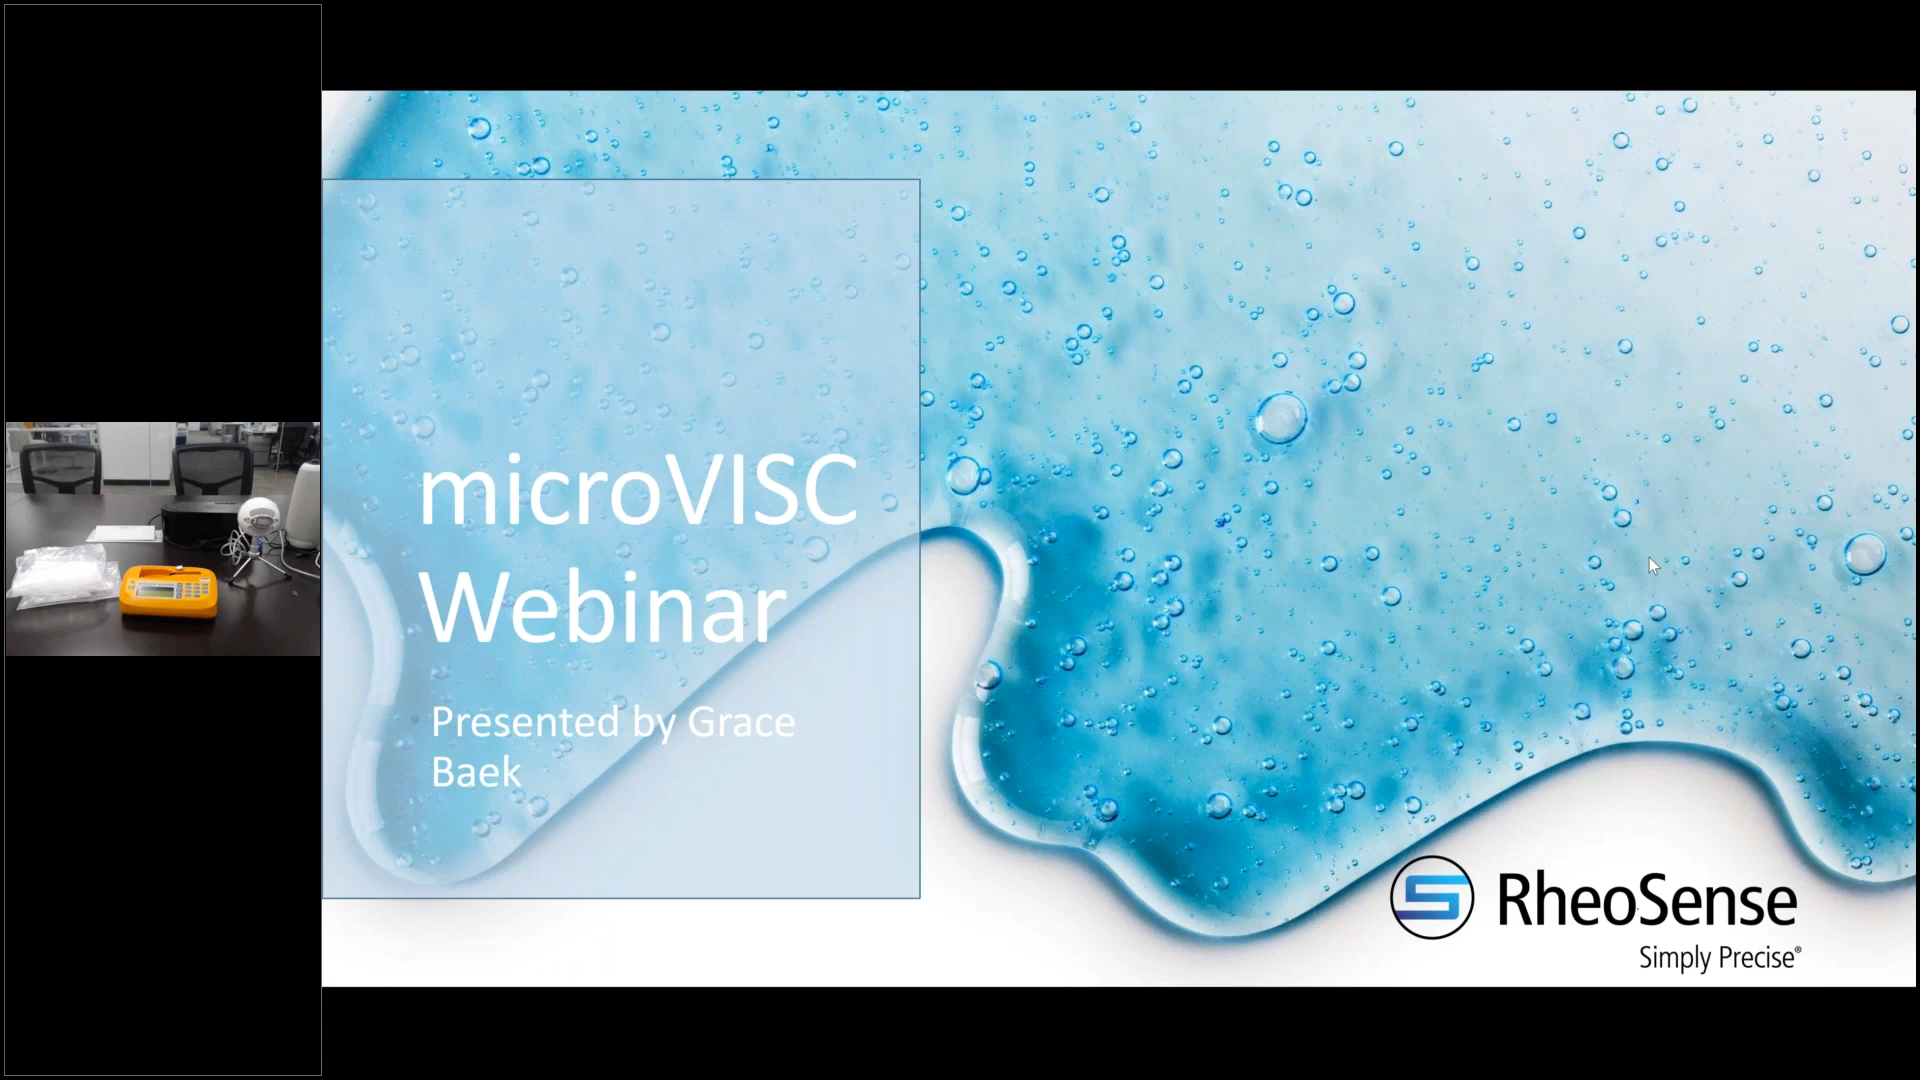 microVISC
Webinar
Presented by Grace
Baek
RheoSense
Simply Precise®